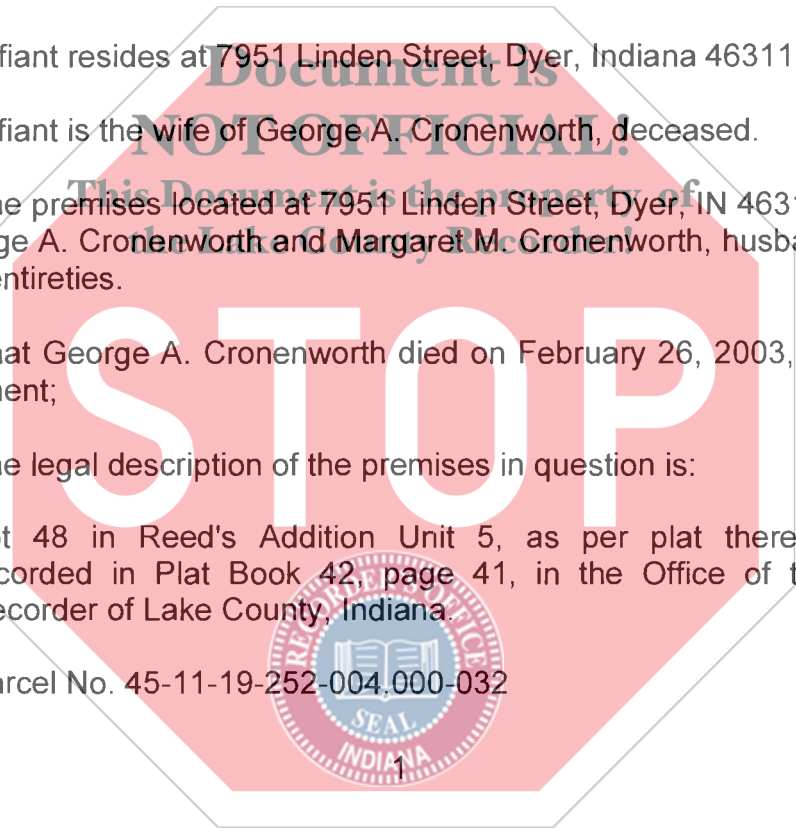 fiant resides at 7951 Linden Street, Dyer, Indiana 46311
Document is
fiant is the wife of George A. Cronenworth, deceased.
NOT OFFICIAL!
This Document is the property of
he premises located at 7951 Linden Street, Dyer, IN 4631
the Lake County Recorder!
ge A. Cronenworth and Margaret M. Cronenworth, husba
entireties.
STOP
hat George A. Cronenworth died on February 26, 2003,
ment;
he legal description of the premises in question is:
ot 48 in Reed's Addition Unit 5, as per plat there
corded in Plat Book 42, page 41, in the Office of t
ecorder of Lake County, Indiana.
arcel No. 45-11-19-252-004.000-032
RECORDER'S OFFICE
SEAL
INDIANA
1